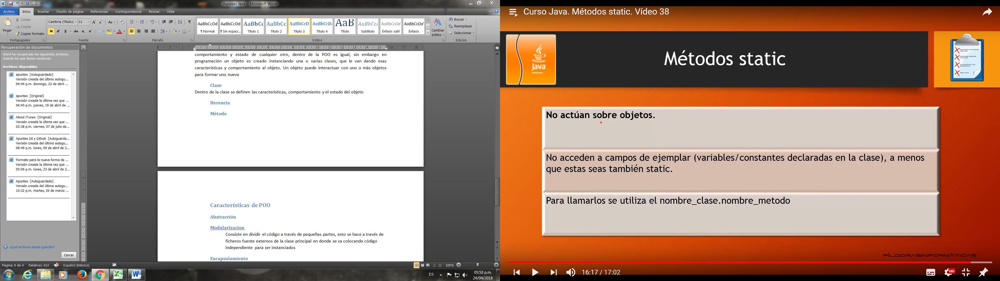 Apuntes Java - Microsoft Word
Archivo Inicio Insertar Diseño de página Referencias Correspondencia Revisar Vista
Pegar
Cortar
Copiar
Copiar formato
Portapapeles
Cambria (Títulos) 11
Fuente
Párrafo
AaBbCcDd AaBbCcDd AaBbCc AaBbCc AaBbCcD AaBbCcDd AaB AaBbCcI AaBbCcDd AaBbCcDd
¶ Normal ¶ Sin espaci... Título 1 Título 2 Título 3 Título 4 Título Subtítulo Énfasis sutil Énfasis
Estilos
Cambiar
estilos
Buscar
Reemplazar
Seleccionar
Edición
Recuperación de documentos
Word ha recuperado los siguientes archivos.
Guarde los que desee conservar.
Archivos disponibles
apuntes [Autoguardado]
Versión creada del último autogu...
04:44 p.m. domingo, 22 de abril ...
apuntes [Original]
Versión creada la última vez que ...
06:45 p.m. jueves, 19 de abril de ...
About iTunes [Original]
Versión creada la última vez que ...
02:38 p.m. viernes, 07 de julio de...
Apuntes Git y Github [Autoguarda...
Versión creada del último autogu...
08:49 p.m. lunes, 09 de abril de 2...
Formato para la nueva forma de ...
Versión creada la última vez que ...
05:06 p.m. lunes, 23 de abril de 2...
Apuntes [Autoguardado]
Versión creada del último autogu...
10:32 p.m. martes, 20 de marzo ...
¿Qué archivos desea guardar?
Cerrar
comportamiento y estado de cualquier otro, dentro de la POO es igual, sin embargo en
programación un objeto es creado instanciando una o varias clases, que le van dando esas
características y comportamiento al objeto. Un objeto puede interactuar con uno o más objetos
para formar uno nuevo
Clase
Dentro de la clase se definen las características, comportamiento y el estado del objeto
Herencia
Método
Características de POO
Abstracción
Modularizacion
Consiste en dividir el código a través de pequeñas partes, esto se hace a través de
ficheros fuente externos de la clase principal en donde se va colocando código
independiente para ser instanciados
Encapsulamiento
Página: 4 de 4 Palabras: 413 Español (México) 100%
ES 05:53 p.m.
24/04/2018
Curso Java. Métodos static. Vídeo 38
Java
Métodos static
No actúan sobre objetos.
No acceden a campos de ejemplar (variables/constantes declaradas en la clase), a menos
que estas seas también static.
Para llamarlos se utiliza el nombre_clase.nombre_metodo
PÍLDORASINFORMÁTICAS
16:17 / 17:02
HD